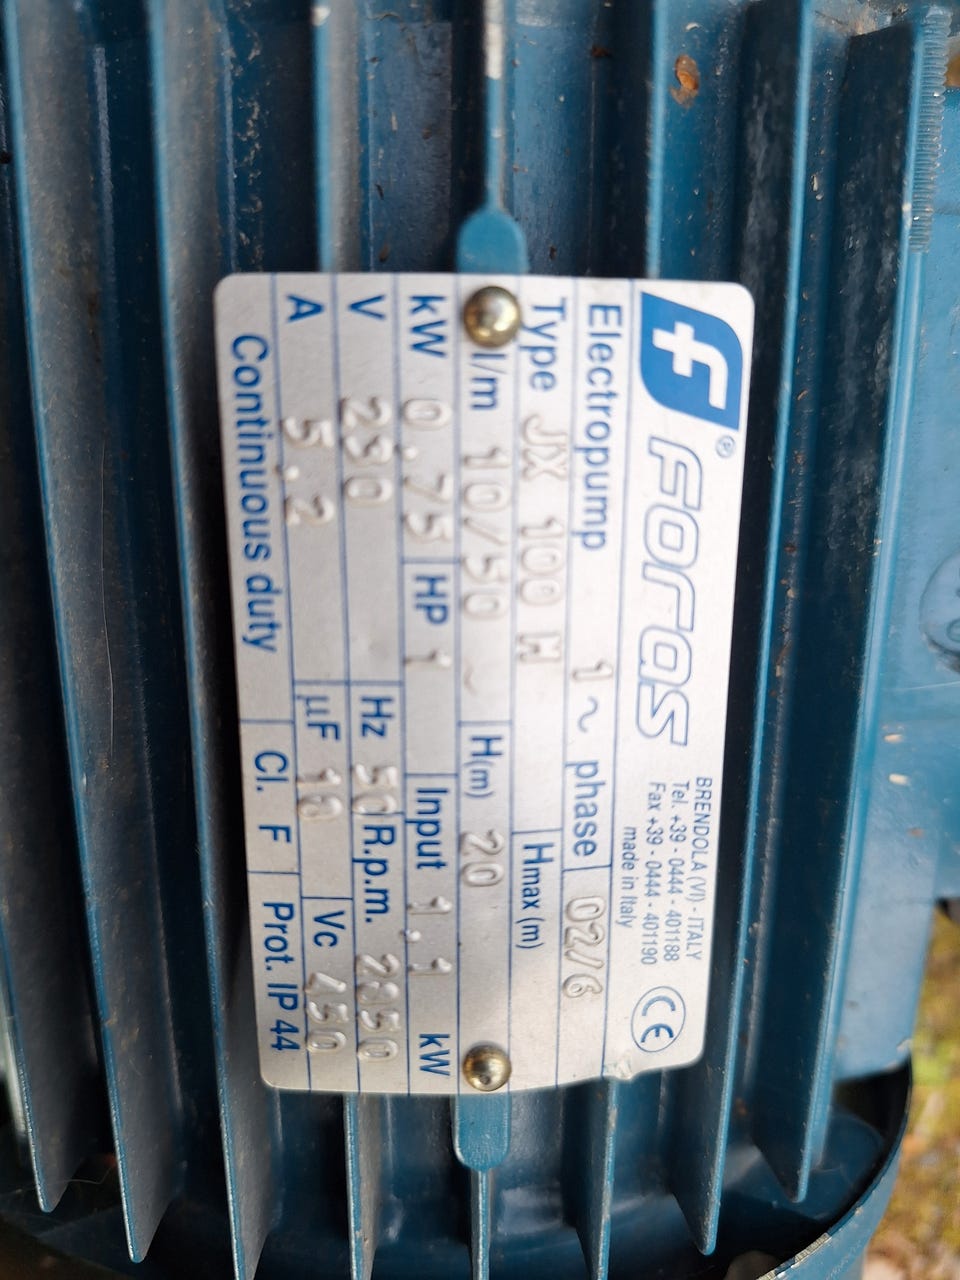 Foras®
BRENDOLA (VI) - ITALY
Tel. +39 - 0444 - 401188
Fax +39 - 0444 - 401190
made in Italy
CE
Electropump 1 ~ phase 02/6
Type JX 100 M Hmax (m)
l/m 10/50 H(m) 20
kW 0.75 HP 1 Input 1.1 kW
V 230 Hz 50 R.p.m. 2850
A 5.2 µF 16 Vc 450
Continuous duty Cl. F Prot. IP 44